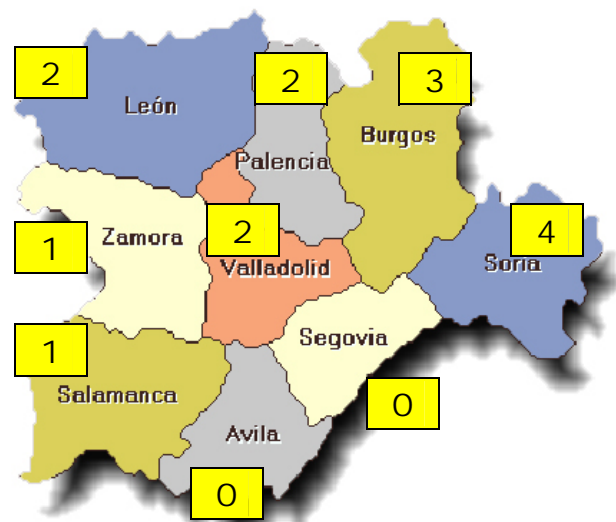 2
León
2
Palencia
3
Burgos
1
Zamora
2
Valladolid
4
Soria
1
Salamanca
Segovia
0
Avila
0